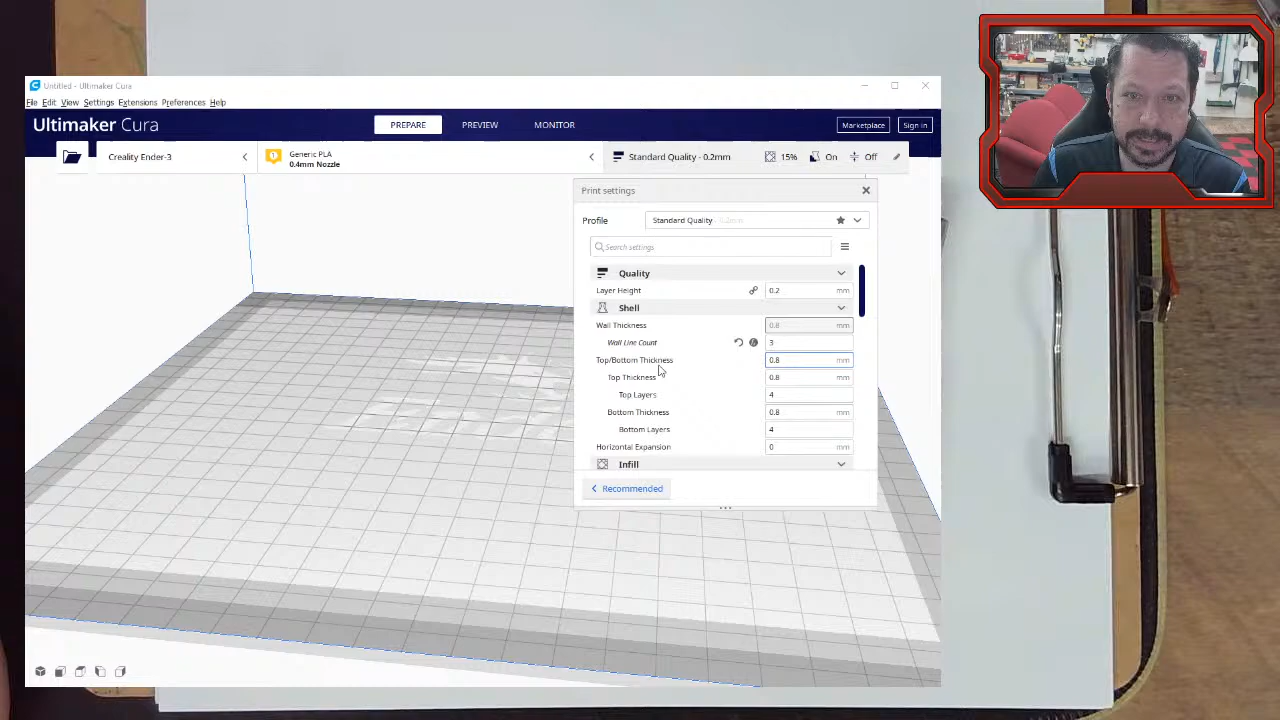 Untitled - Ultimaker Cura
File Edit View Settings Extensions Preferences Help
Ultimaker Cura
PREPARE
PREVIEW
MONITOR
Marketplace
Sign in
Creality Ender-3
1
Generic PLA
0.4mm Nozzle
Standard Quality - 0.2mm
15%
On
Off
Print settings
Profile
Standard Quality - 0.2mm
Search settings
Quality
Layer Height 0.2 mm
Shell
Wall Thickness 0.8 mm
Wall Line Count 3
Top/Bottom Thickness 0.8 mm
Top Thickness 0.8 mm
Top Layers 4
Bottom Thickness 0.8 mm
Bottom Layers 4
Horizontal Expansion 0 mm
Infill
Recommended